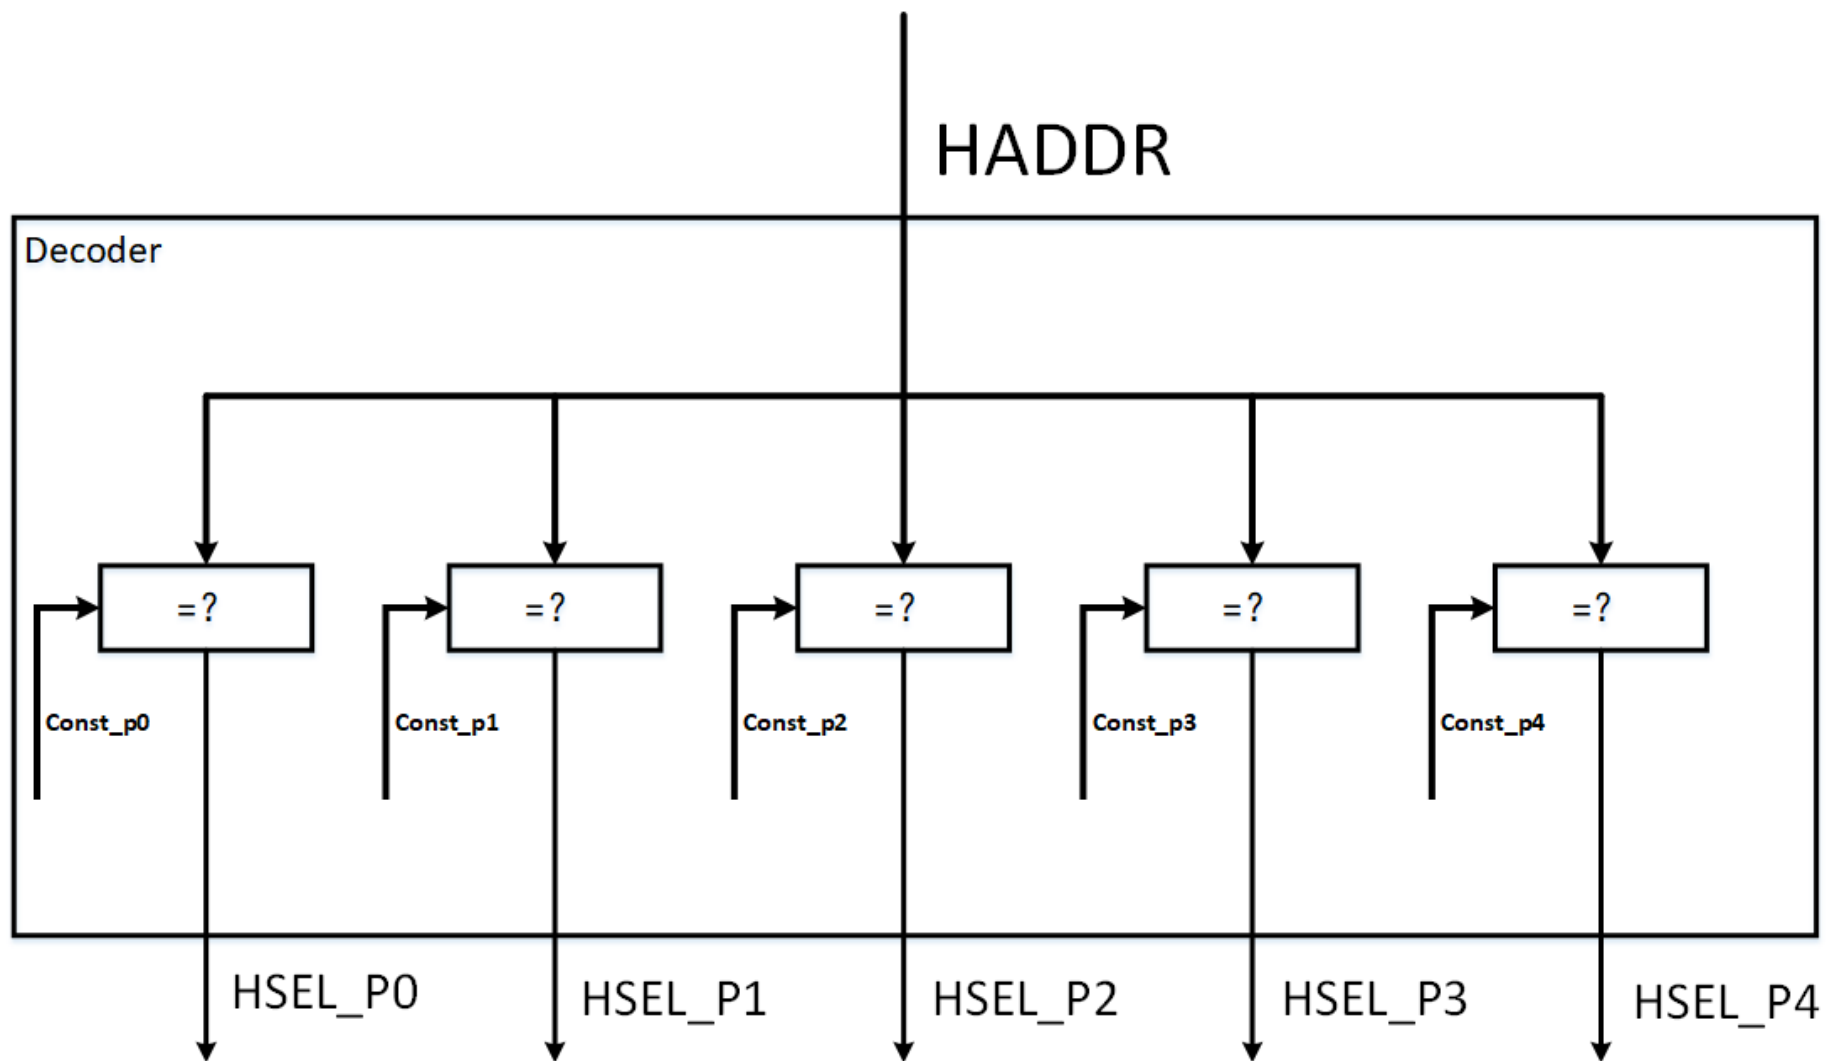 HADDR
Decoder
=?
=?
=?
=?
=?
Const_p0
Const_p1
Const_p2
Const_p3
Const_p4
HSEL_P0
HSEL_P1
HSEL_P2
HSEL_P3
HSEL_P4